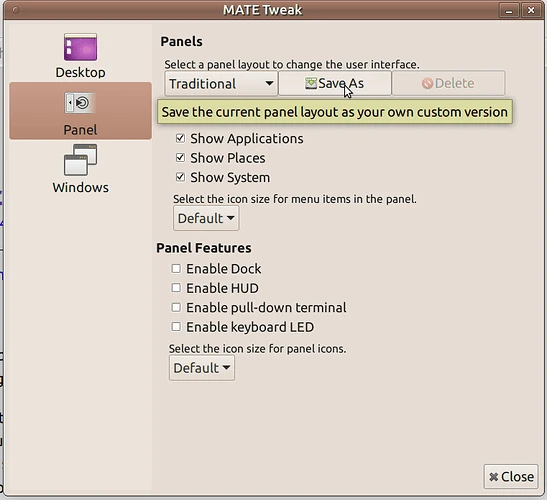 MATE Tweak
Desktop
Panel
Windows
Panels
Select a panel layout to change the user interface.
Traditional
Save As
Delete
Save the current panel layout as your own custom version
Show Applications
Show Places
Show System
Select the icon size for menu items in the panel.
Default
Panel Features
Enable Dock
Enable HUD
Enable pull-down terminal
Enable keyboard LED
Select the icon size for panel icons.
Default
Close